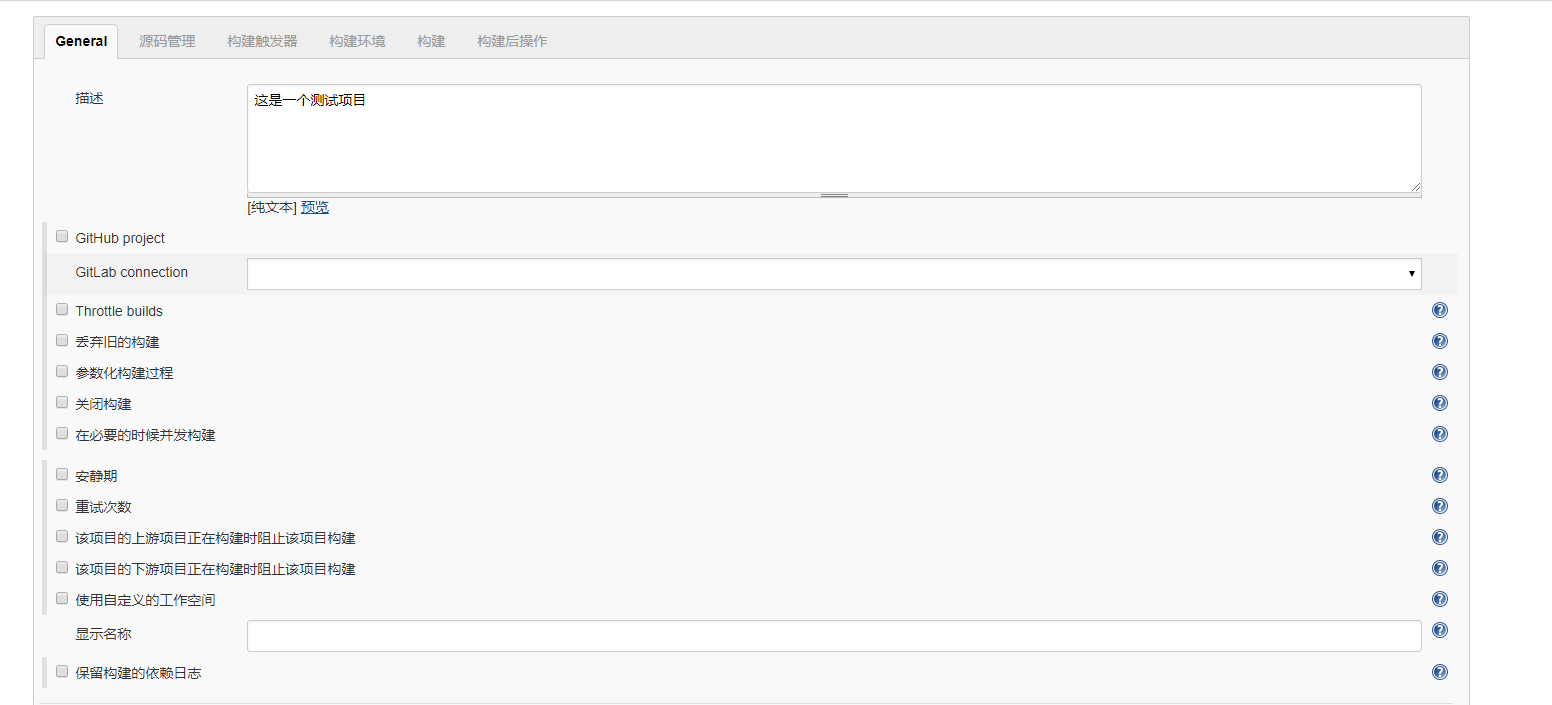 General 源码管理 构建触发器 构建环境 构建 构建后操作
描述 这是一个测试项目
[纯文本] 预览
GitHub project
GitLab connection
Throttle builds
丢弃旧的构建
参数化构建过程
关闭构建
在必要的时候并发构建
安静期
重试次数
该项目的上游项目正在构建时阻止该项目构建
该项目的下游项目正在构建时阻止该项目构建
使用自定义的工作空间
显示名称
保留构建的依赖日志